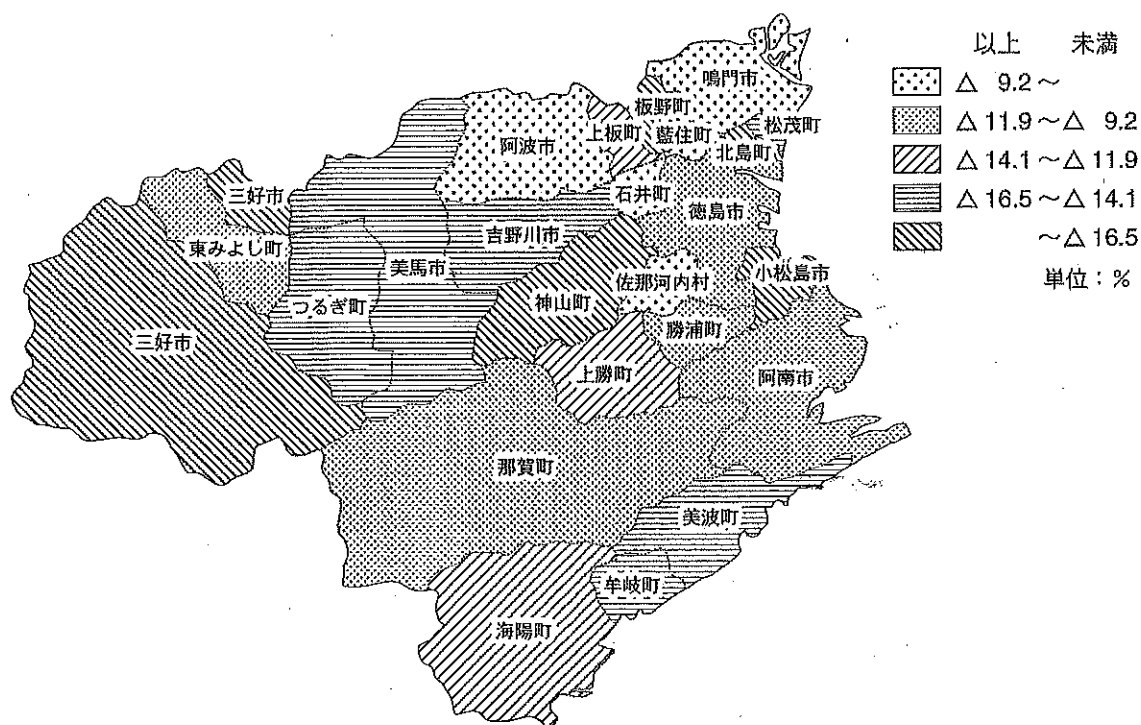 以上 未満
△ 9.2～
△ 11.9～△ 9.2
△ 14.1～△ 11.9
△ 16.5～△ 14.1
～△ 16.5
単位：%
鳴門市
板野町
松茂町
上板町
藍住町
阿波市
北島町
三好市
石井町
徳島市
吉野川市
東みよし町
美馬市
佐那河内村
小松島市
つるぎ町
神山町
勝浦町
三好市
上勝町
阿南市
那賀町
美波町
牟岐町
海陽町